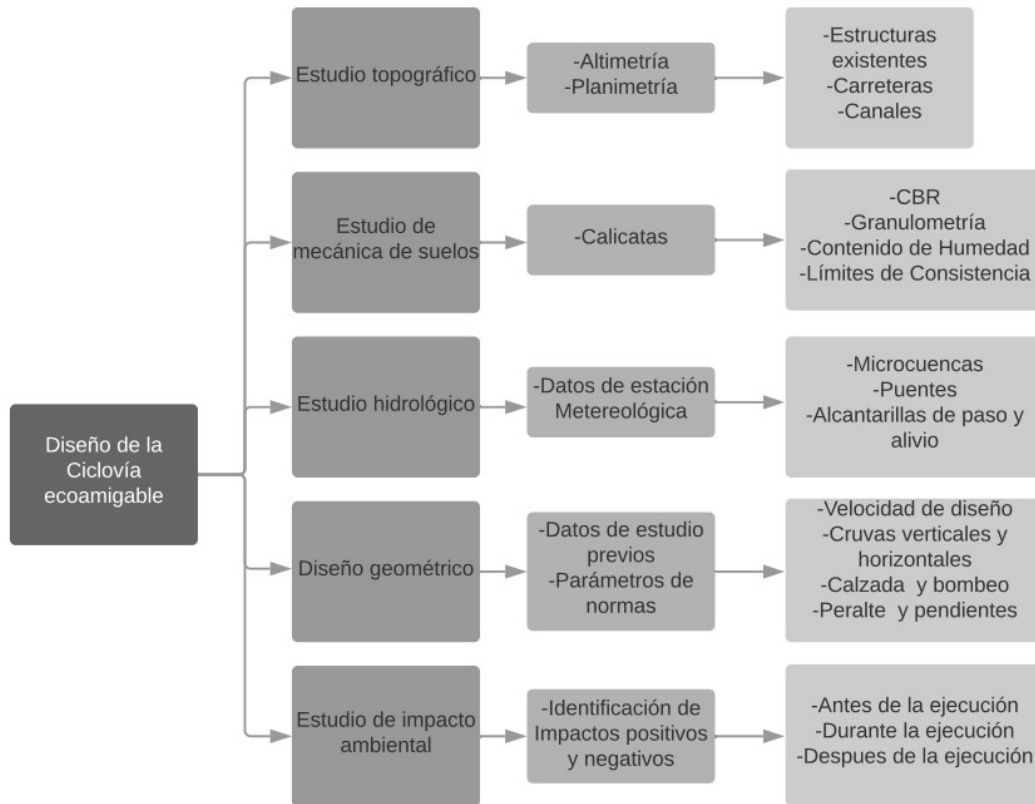 Estudio topográfico
-Altimetría
-Planimetría
-Estructuras
existentes
-Carreteras
-Canales
Estudio de
mecánica de suelos
-Calicatas
-CBR
-Granulometría
-Contenido de Humedad
-Límites de Consistencia
Diseño de la
Ciclovía
ecoamigable
Estudio hidrológico
-Datos de estación
Metereológica
-Microcuencas
-Puentes
-Alcantarillas de paso y
alivio
Diseño geométrico
-Datos de estudio
previos
-Parámetros de
normas
-Velocidad de diseño
-Cruvas verticales y
horizontales
-Calzada y bombeo
-Peralte y pendientes
Estudio de impacto
ambiental
-Identificación de
Impactos positivos
y negativos
-Antes de la ejecución
-Durante la ejecución
-Despues de la ejecución